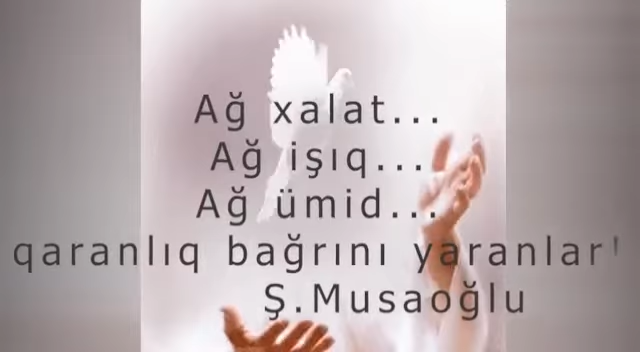 Ağ xalat...
Ağ işıq...
Ağ ümid...
qaranlıq bağrını yaranlar!
Ş.Musaoğlu